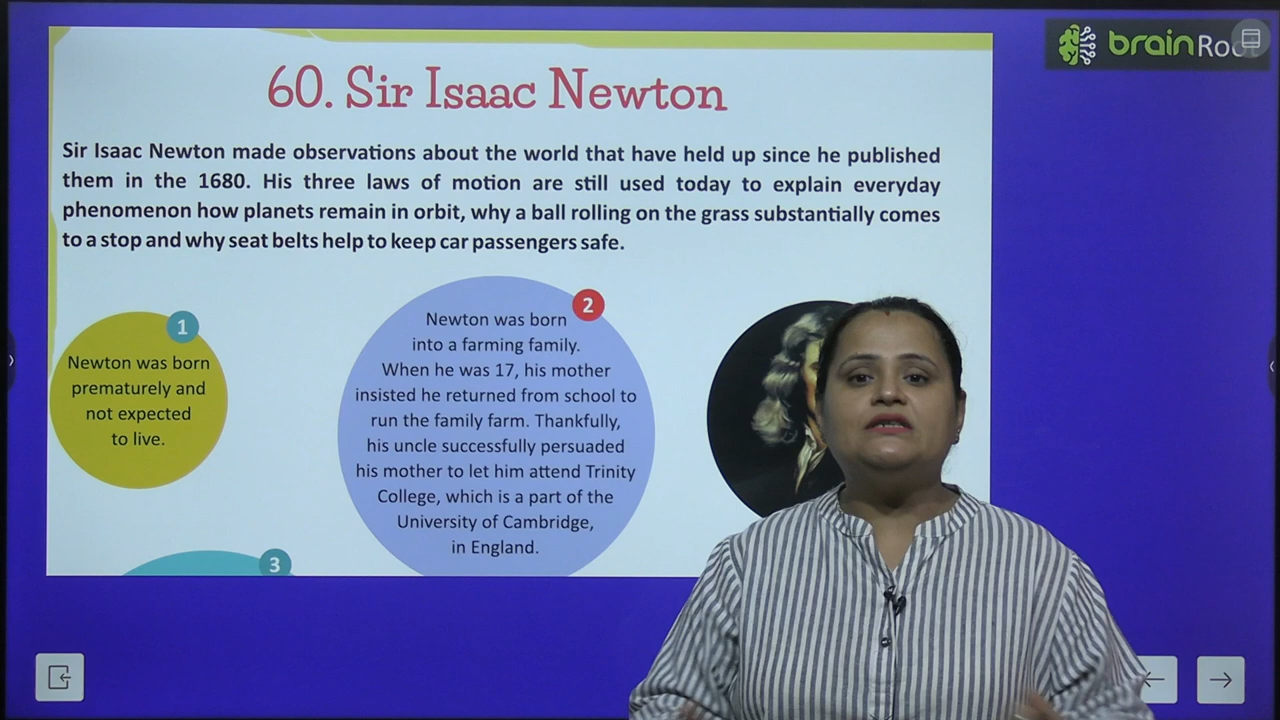 brainRoot
60. Sir Isaac Newton
Sir Isaac Newton made observations about the world that have held up since he published
them in the 1680. His three laws of motion are still used today to explain everyday
phenomenon how planets remain in orbit, why a ball rolling on the grass substantially comes
to a stop and why seat belts help to keep car passengers safe.
1
Newton was born
prematurely and
not expected
to live.
2
Newton was born
into a farming family.
When he was 17, his mother
insisted he returned from school to
run the family farm. Thankfully,
his uncle successfully persuaded
his mother to let him attend Trinity
College, which is a part of the
University of Cambridge,
in England.
3